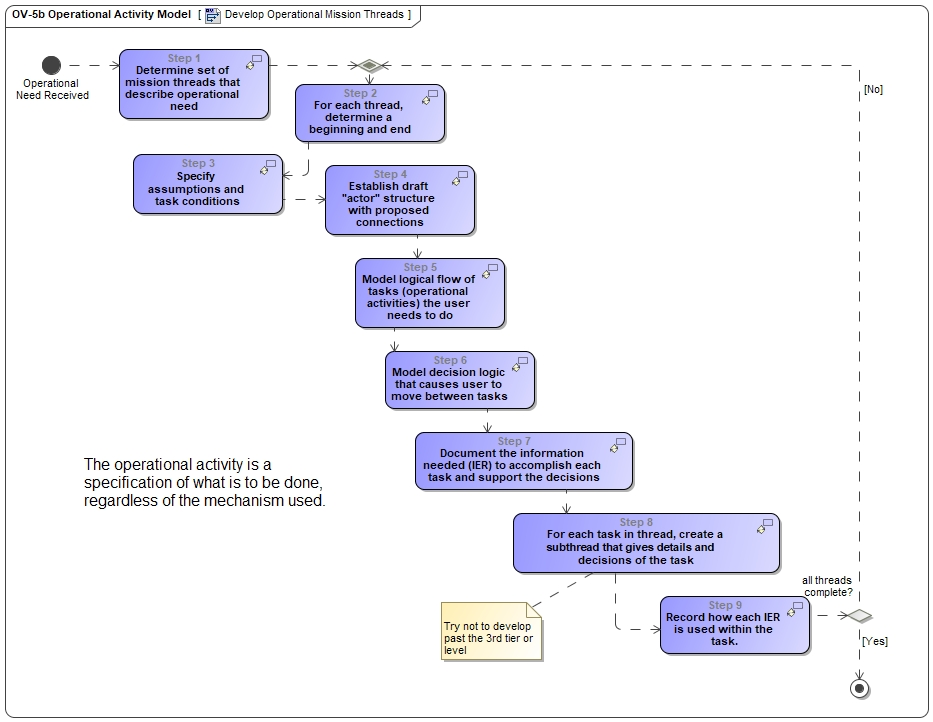 OV-5b Operational Activity Model [ Develop Operational Mission Threads ]
Operational
Need Received
Step 1
Determine set of
mission threads that
describe operational
need
[No]
Step 2
For each thread,
determine a
beginning and end
Step 3
Specify
assumptions and
task conditions
Step 4
Establish draft
"actor" structure
with proposed
connections
Step 5
Model logical flow of
tasks (operational
activities) the user
needs to do
Step 6
Model decision logic
that causes user to
move between tasks
Step 7
Document the information
needed (IER) to accomplish each
task and support the decisions
The operational activity is a
specification of what is to be done,
regardless of the mechanism used.
Step 8
For each task in thread, create a
subthread that gives details and
decisions of the task
Try not to develop
past the 3rd tier or
level
Step 9
Record how each IER
is used within the
task.
all threads
complete?
[Yes]